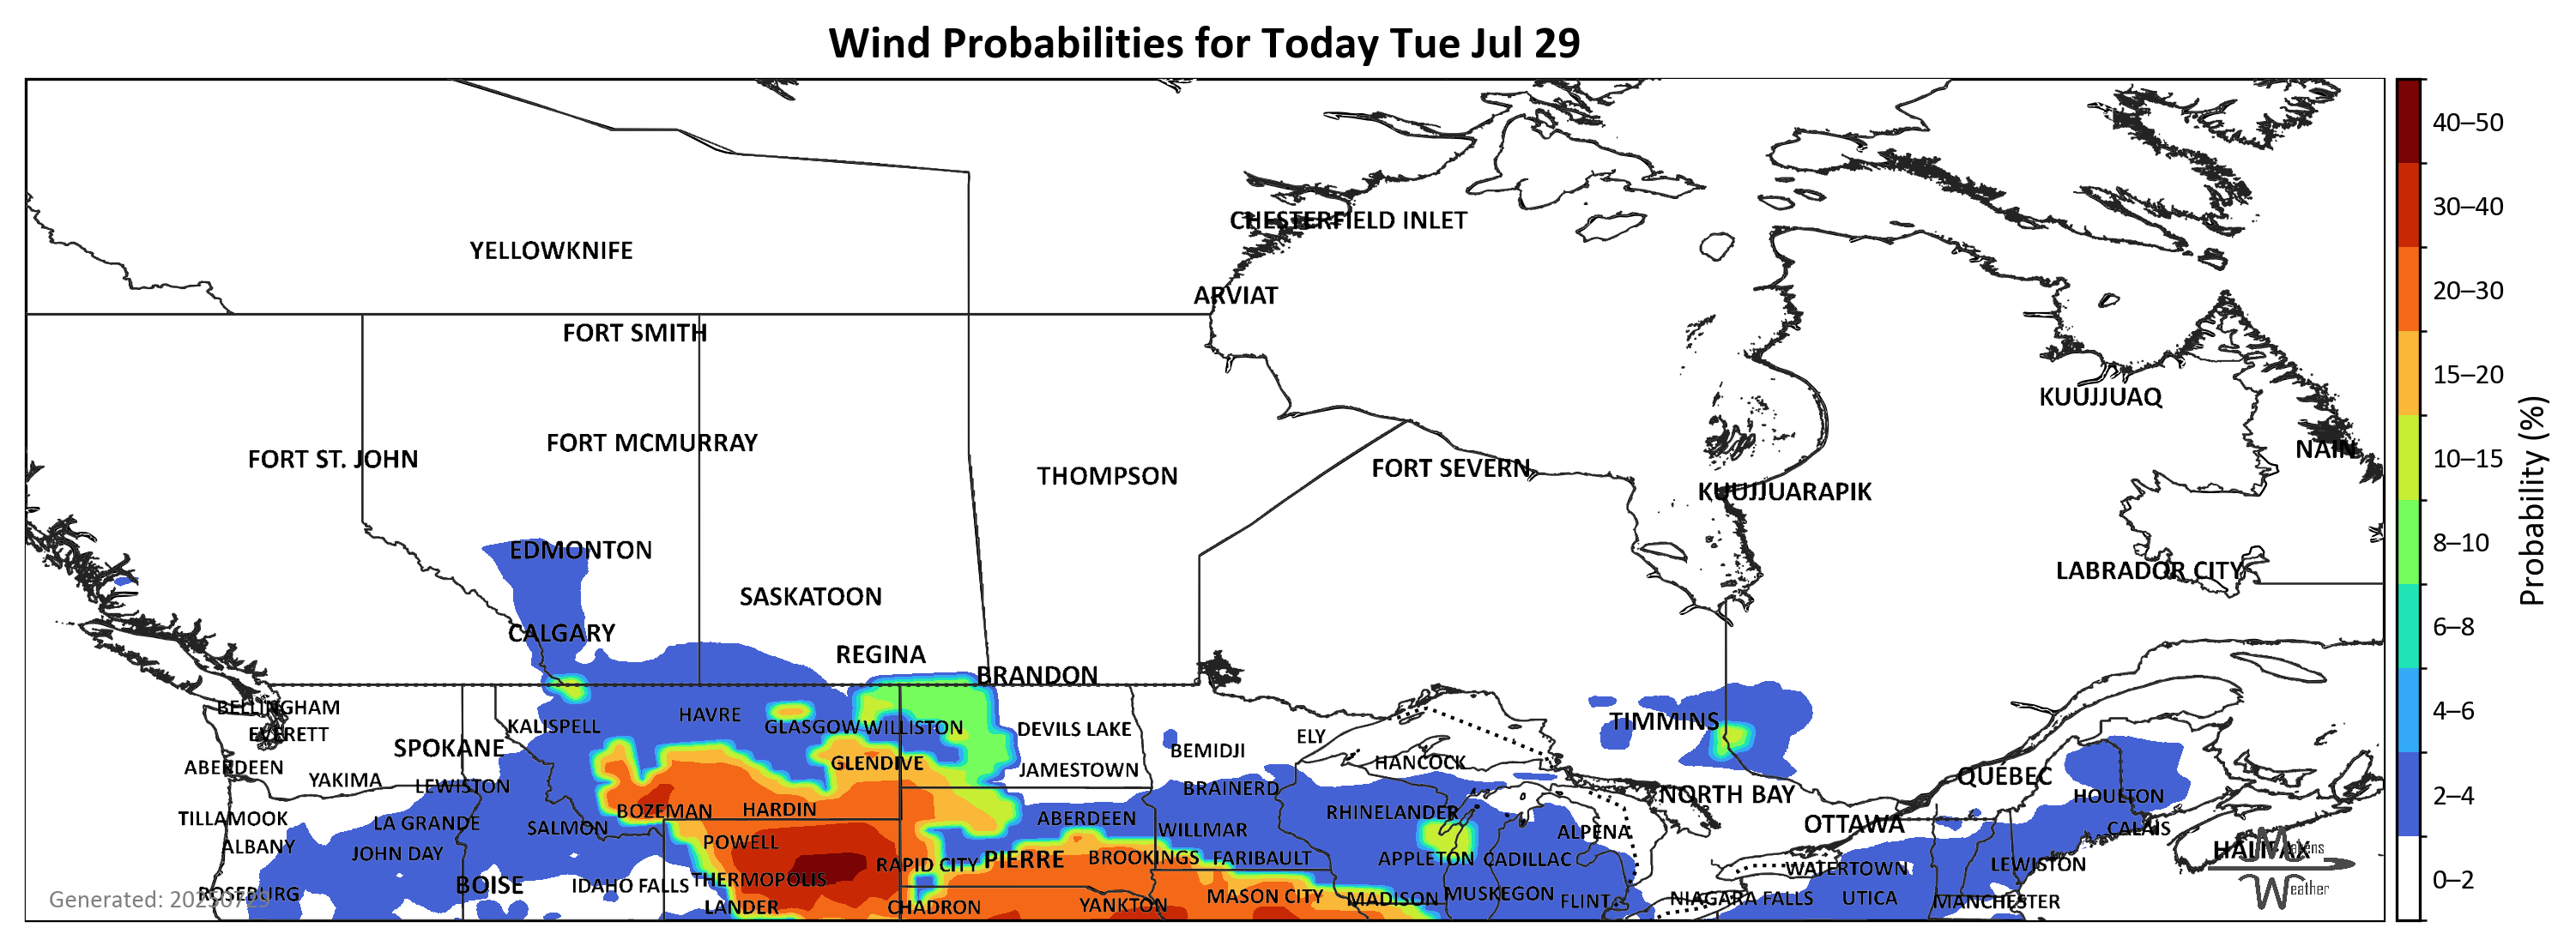 Wind Probabilities for Today Tue Jul 29
CHESTERFIELD INLET
YELLOWKNIFE
ARVIAT
FORT SMITH
KUUJJUAQ
FORT MCMURRAY
NAIN
FORT ST. JOHN
FORT SEVERN
THOMPSON
KUUJJUARAPIK
EDMONTON
LABRADOR CITY
SASKATOON
CALGARY
REGINA
BRANDON
BELLINGHAM
HAVRE
TIMMINS
KALISPELL
GLASGOW
WILLISTON
DEVILS LAKE
EVERETT
ELY
SPOKANE
BEMIDJI
GLENDIVE
HANCOCK
ABERDEEN
JAMESTOWN
QUÉBEC
YAKIMA
LEWISTON
BRAINERD
NORTH BAY
HOULTON
BOZEMAN
HARDIN
RHINELANDER
TILLAMOOK
LA GRANDE
SALMON
ABERDEEN
WILLMAR
ALPENA
OTTAWA
CALAIS
POWELL
ALBANY
JOHN DAY
RAPID CITY
PIERRE
BROOKINGS
FARIBAULT
APPLETON
CADILLAC
HALIFAX
WATERTOWN
LEWISTON
THERMOPOLIS
BOISE
IDAHO FALLS
ROSEBURG
LANDER
CHADRON
YANKTON
MASON CITY
MADISON
MUSKEGON
FLINT
NIAGARA FALLS
UTICA
MANCHESTER
Generated: 20250729
eather
40–50
30–40
20–30
15–20
10–15
8–10
6–8
4–6
2–4
0–2
Probability (%)